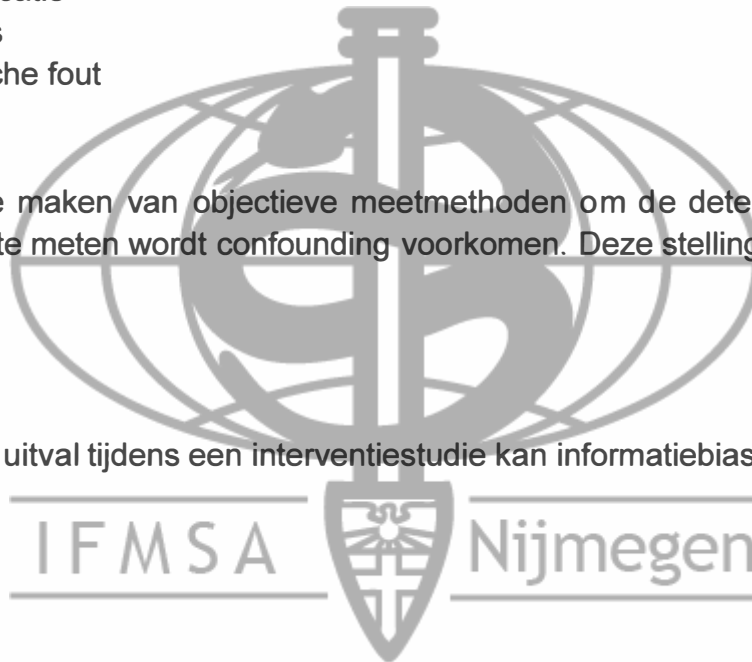 che fout
maken van objectieve meetmethoden om de
te meten wordt confounding voorkomen. Deze stelling
uitval tijdens een interventiestudie kan informatiebias
IFMSA Nijmegen